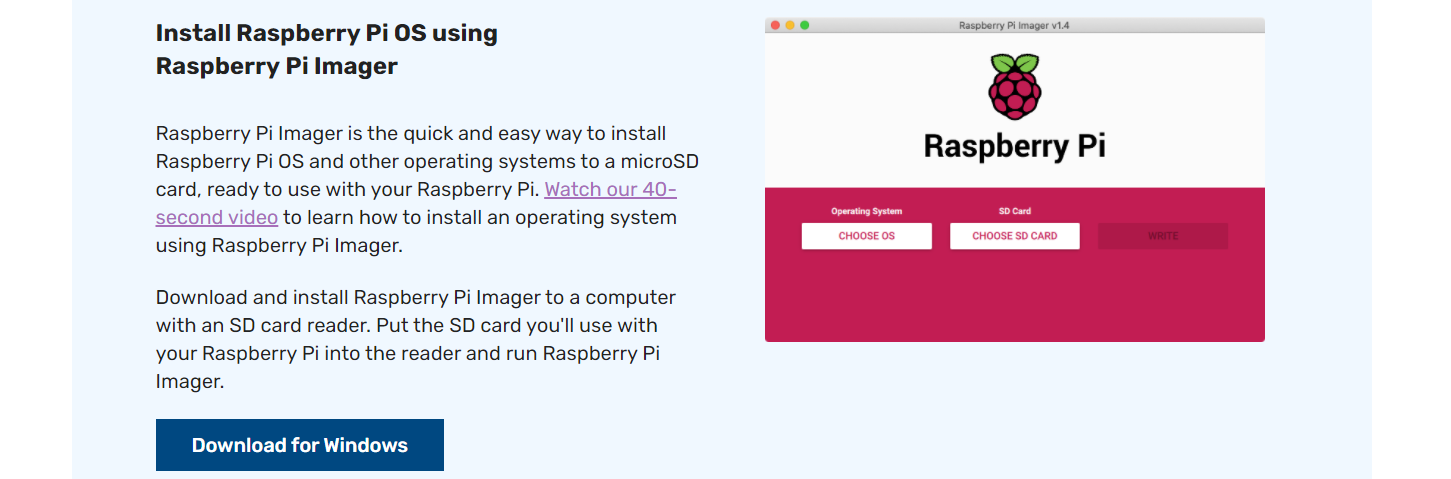 Install Raspberry Pi OS using
Raspberry Pi Imager
Raspberry Pi Imager is the quick and easy way to install
Raspberry Pi OS and other operating systems to a microSD
card, ready to use with your Raspberry Pi. Watch our 40-
second video to learn how to install an operating system
using Raspberry Pi Imager.
Download and install Raspberry Pi Imager to a computer
with an SD card reader. Put the SD card you'll use with
your Raspberry Pi into the reader and run Raspberry Pi
Imager.
Download for Windows
Raspberry Pi Imager v1.4
Raspberry Pi
Operating System
SD Card
CHOOSE OS
CHOOSE SD CARD
WRITE